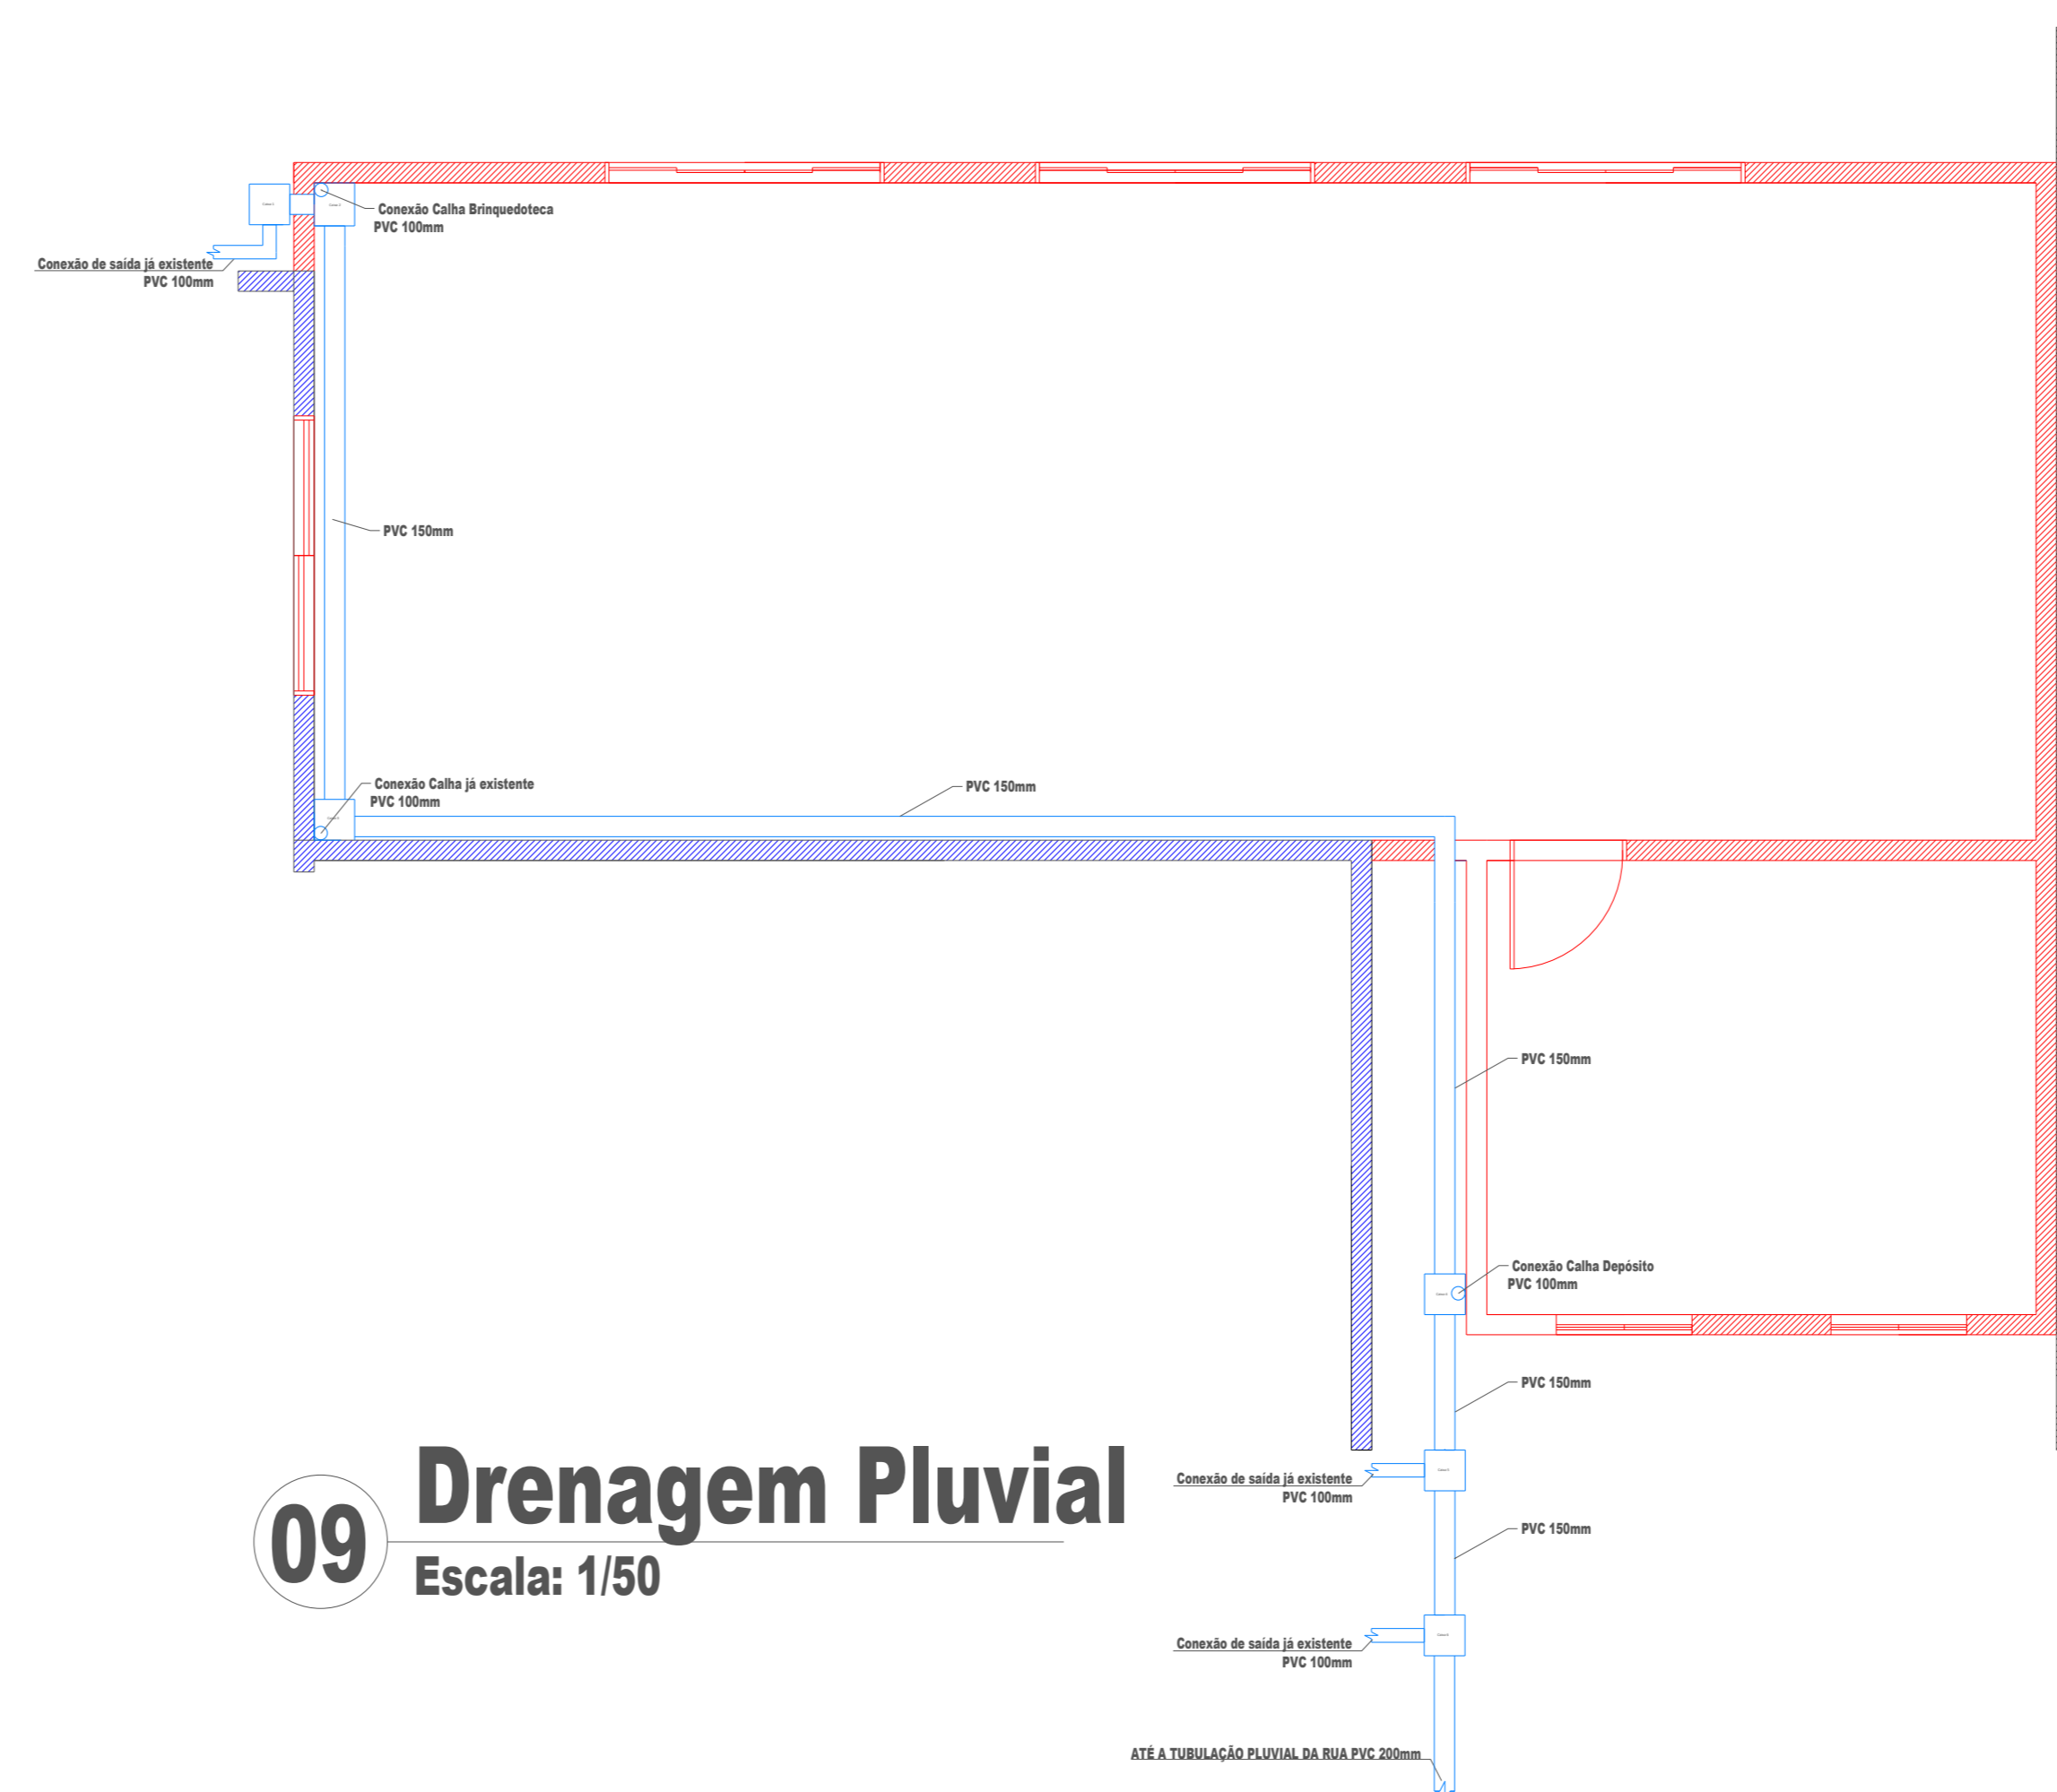 Conexão Calha Brinquedoteca
PVC 100mm
Conexão de saída já existente
PVC 100mm
PVC 150mm
Conexão Calha já existente
PVC 100mm
PVC 150mm
PVC 150mm
Conexão Calha Depósito
PVC 100mm
PVC 150mm
Conexão de saída já existente
PVC 100mm
PVC 150mm
09
Drenagem Pluvial
Escala: 1/50
Conexão de saída já existente
PVC 100mm
ATÉ A TUBULAÇÃO PLUVIAL DA RUA PVC 200mm